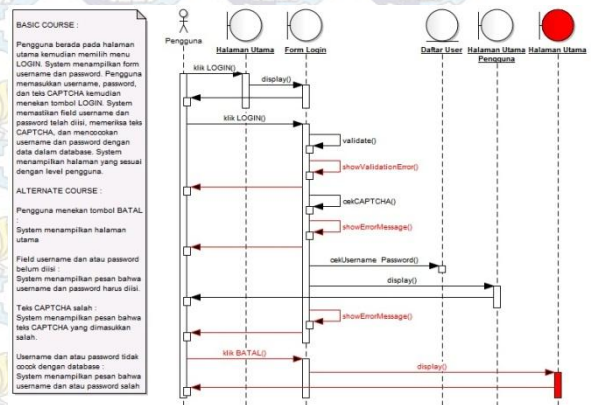 BASIC COURSE :
Pengguna berada pada halaman
utama kemudian memilih menu
LOGIN. System menampilkan form
username dan password. Pengguna
memasukkan username, password,
dan teks CAPTCHA kemudian
menekan tombol LOGIN. System
memastikan field username dan
password telah diisi, memeriksa teks
CAPTCHA, dan mencocokan
username dan password dengan
data dalam database. System
menampilkan halaman yang sesuai
dengan level pengguna.
ALTERNATE COURSE :
Pengguna menekan tombol BATAL
:
System menampilkan halaman
utama
Field username dan atau password
belum diisi :
System menampilkan pesan bahwa
username dan password harus diisi.
Teks CAPTCHA salah :
System menampilkan pesan bahwa
teks CAPTCHA yang dimasukkan
salah.
Username dan atau password tidak
cocok dengan database :
System menampilkan pesan bahwa
username dan atau password salah
Pengguna
Halaman Utama
Form Login
Daftar User
Halaman Utama
Pengguna
Halaman Utama
klik LOGIN()
display()
klik LOGIN()
validate()
showValidationError()
cekCAPTCHA()
showErrorMessage()
cekUsername_Password()
display()
showErrorMessage()
klik BATAL()
display()